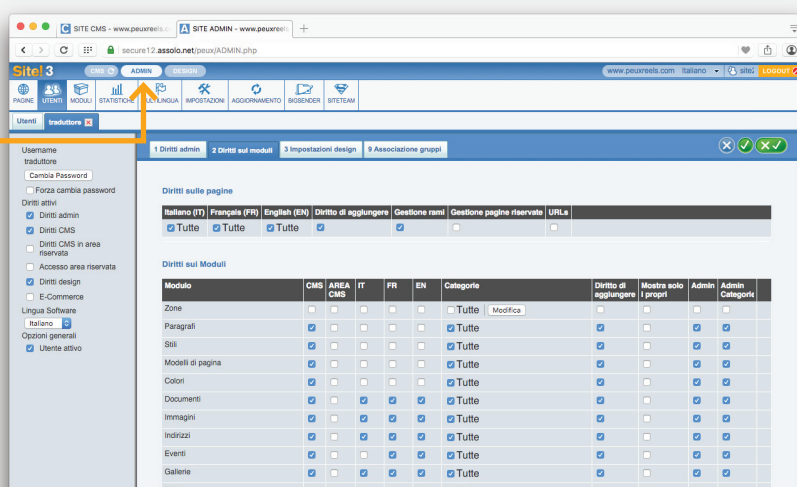 SITE CMS - www.peuxreels.c
SITE ADMIN - www.peuxreels
secure12.assolo.net/peux/ADMIN.php
Sitel 3
CMS
ADMIN
DESIGN
www.peuxreels.com
Italiano
site2
LOGOUT
PAGINE
UTENTI
MODULI
STATISTICHE
MULTILINGUA
IMPOSTAZIONI
AGGIORNAMENTO
BIGSENDER
SITETEAM
Utenti
traduttore
Username
traduttore
Cambia Password
Forza cambia password
Diritti attivi
Diritti admin
Diritti CMS
Diritti CMS in area
riservata
Accesso area riservata
Diritti design
E-Commerce
Lingua Software
Italiano
Opzioni generali
Utente attivo
1 Diritti admin
2 Diritti sui moduli
3 Impostazioni design
9 Associazione gruppi
Diritti sulle pagine
Italiano (IT) Français (FR) English (EN) Diritto di aggiungere Gestione rami Gestione pagine riservate URLs
Tutte Tutte Tutte
Diritti sui Moduli
Modulo CMS AREA CMS IT FR EN Categorie Diritto di aggiungere Mostra solo i propri Admin Admin Categorie
Zone Tutte Modifica
Paragrafi Tutte
Stili Tutte
Modelli di pagina Tutte
Colori Tutte
Documenti Tutte
Immagini Tutte
Indirizzi Tutte
Eventi Tutte
Gallerie Tutte